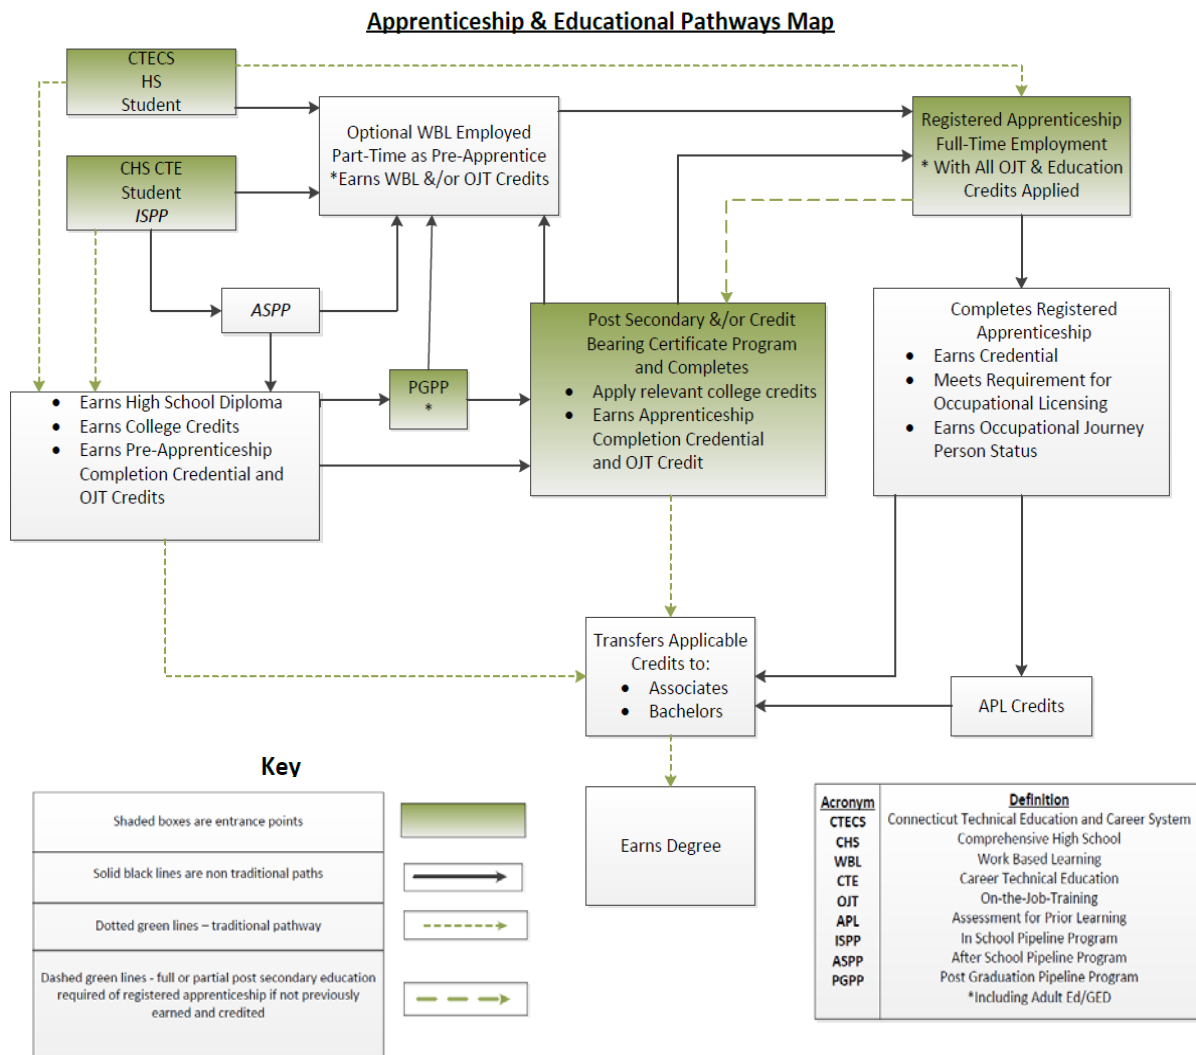 Apprenticeship & Educational Pathways Map
CTECS
HS
Student
CHS CTE
Student
ISPP
Optional WBL Employed
Part-Time as Pre-Apprentice
*Earns WBL &/or OJT Credits
Registered Apprenticeship
Full-Time Employment
* With All OJT & Education
Credits Applied
ASPP
PGPP
*
Post Secondary &/or Credit
Bearing Certificate Program
and Completes
• Apply relevant college credits
• Earns Apprenticeship
Completion Credential
and OJT Credit
Completes Registered
Apprenticeship
• Earns Credential
• Meets Requirement for
Occupational Licensing
• Earns Occupational Journey
Person Status
• Earns High School Diploma
• Earns College Credits
• Earns Pre-Apprenticeship
Completion Credential and
OJT Credits
Transfers Applicable
Credits to:
• Associates
• Bachelors
APL Credits
Earns Degree
Key
Shaded boxes are entrance points
Solid black lines are non traditional paths
Dotted green lines – traditional pathway
Dashed green lines - full or partial post secondary education
required of registered apprenticeship if not previously
earned and credited
Acronym Definition
CTECS Connecticut Technical Education and Career System
CHS Comprehensive High School
WBL Work Based Learning
CTE Career Technical Education
OJT On-the-Job-Training
APL Assessment for Prior Learning
ISPP In School Pipeline Program
ASPP After School Pipeline Program
PGPP Post Graduation Pipeline Program
*Including Adult Ed/GED